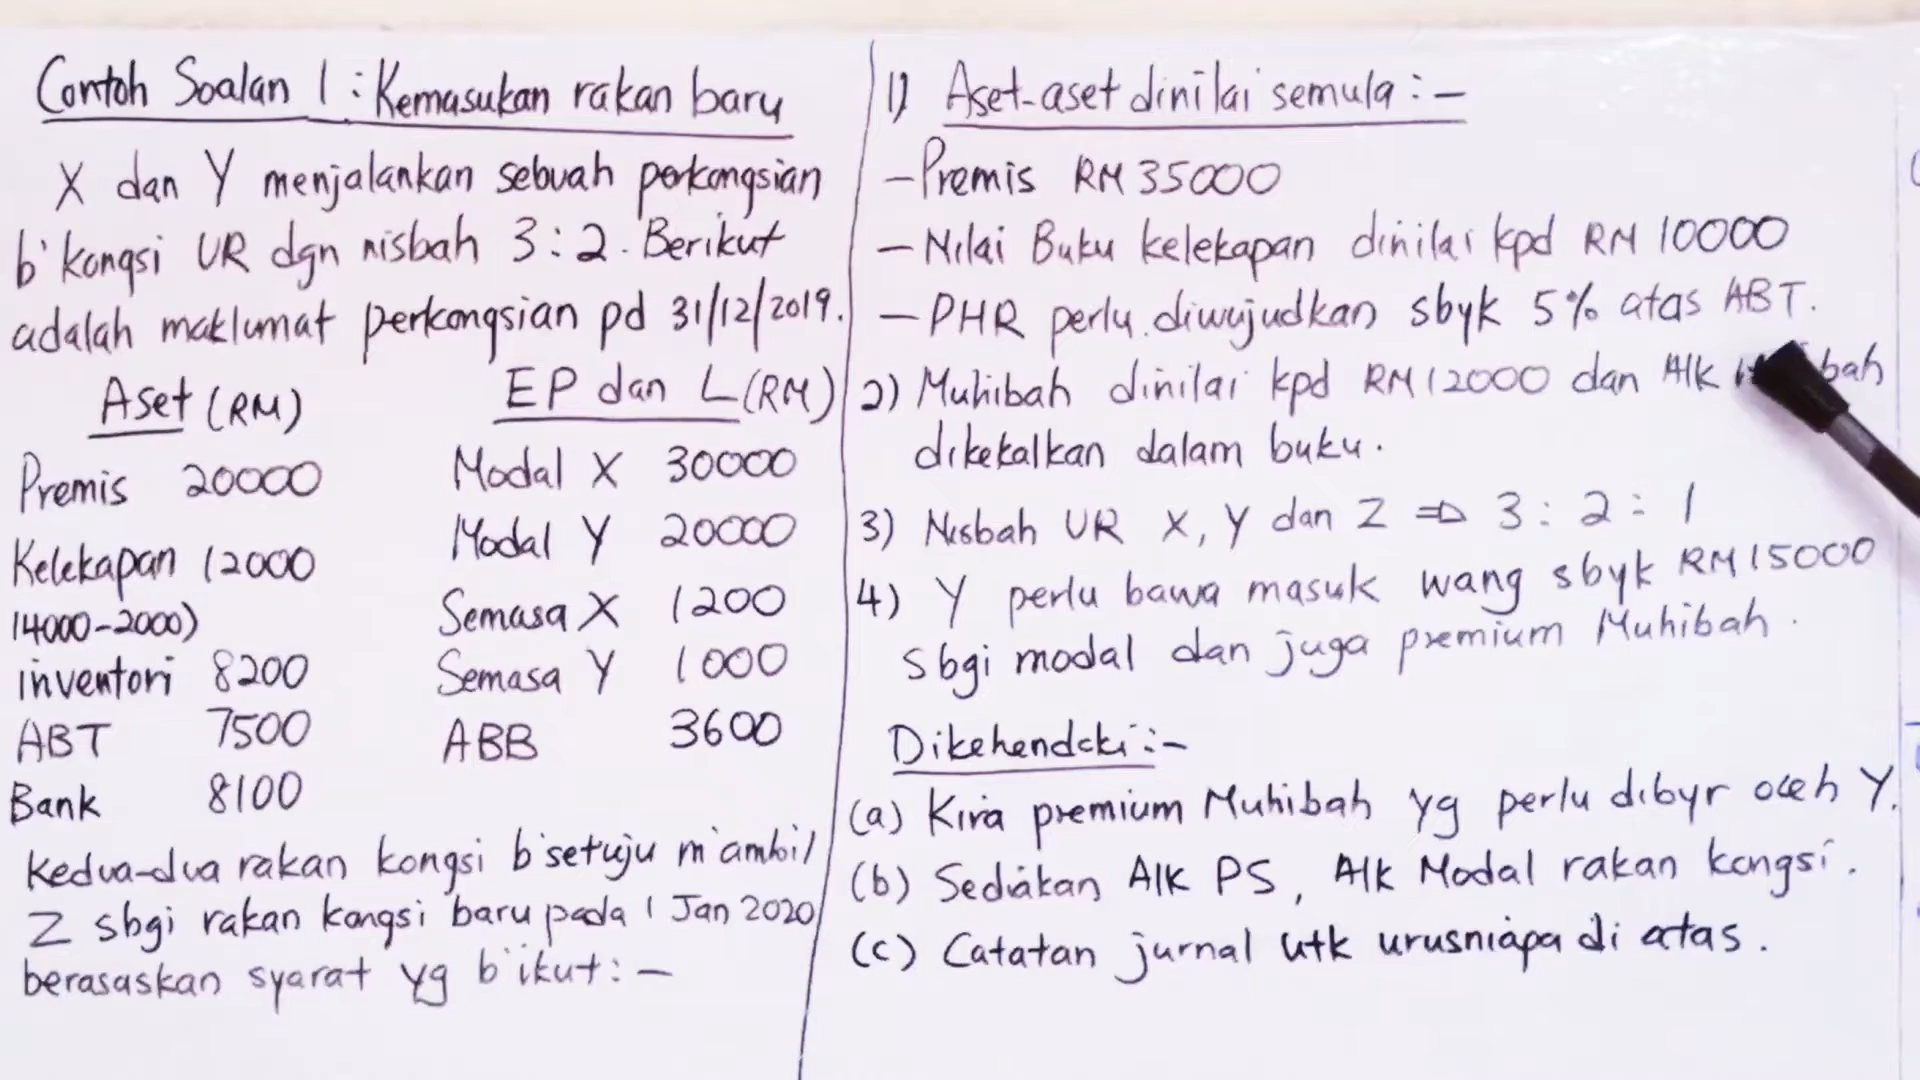 Contoh Soalan 1 : Kemasukan rakan baru
X dan Y menjalankan sebuah perkongsian
b'kongsi UR dgn nisbah 3 : 2. Berikut
adalah maklumat perkongsian pd 31/12/2019.
Aset (RM)
EP dan L (RM)
Premis 20000
Modal X 30000
Kelekapan 12000
Modal Y 20000
14000-2000)
Semasa X 1200
inventori 8200
Semasa Y 1000
ABT 7500
ABB 3600
Bank 8100
Kedua-dua rakan kongsi b'setuju m'ambil
Z sbgi rakan kongsi baru pada 1 Jan 2020
berasaskan syarat yg b'ikut : -
1) Aset-aset dinilai semula : -
- Premis RM 35000
- Nilai Buku kelekapan dinilai kpd RM 10000
- PHR perlu diwujudkan sbyk 5% atas ABT.
2) Muhibah dinilai kpd RM 12000 dan A/k bah
dikekalkan dalam buku.
3) Nisbah UR X, Y dan Z ⇒ 3 : 2 : 1
4) Y perlu bawa masuk wang sbyk RM 15000
sbgi modal dan juga premium Muhibah.
Dikehendaki : -
(a) Kira premium Muhibah yg perlu dibyr oleh Y.
(b) Sediakan A/k PS, A/k Modal rakan kongsi.
(c) Catatan jurnal utk urusniaga di atas.